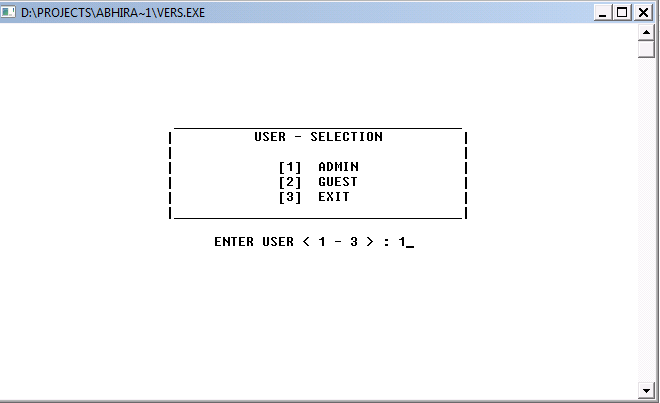 D:\PROJECTS\ABHIRA~1\VERS.EXE
USER - SELECTION
[1] ADMIN
[2] GUEST
[3] EXIT
ENTER USER < 1 - 3 > : 1_